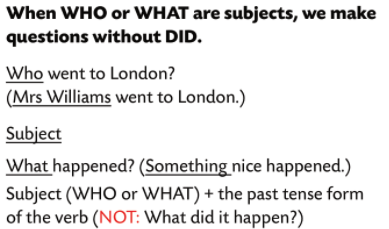 When WHO or WHAT are subjects, we make
questions without DID.
Who went to London?
(Mrs Williams went to London.)
Subject
What happened? (Something nice happened.)
Subject (WHO or WHAT) + the past tense form
of the verb (NOT: What did it happen?)